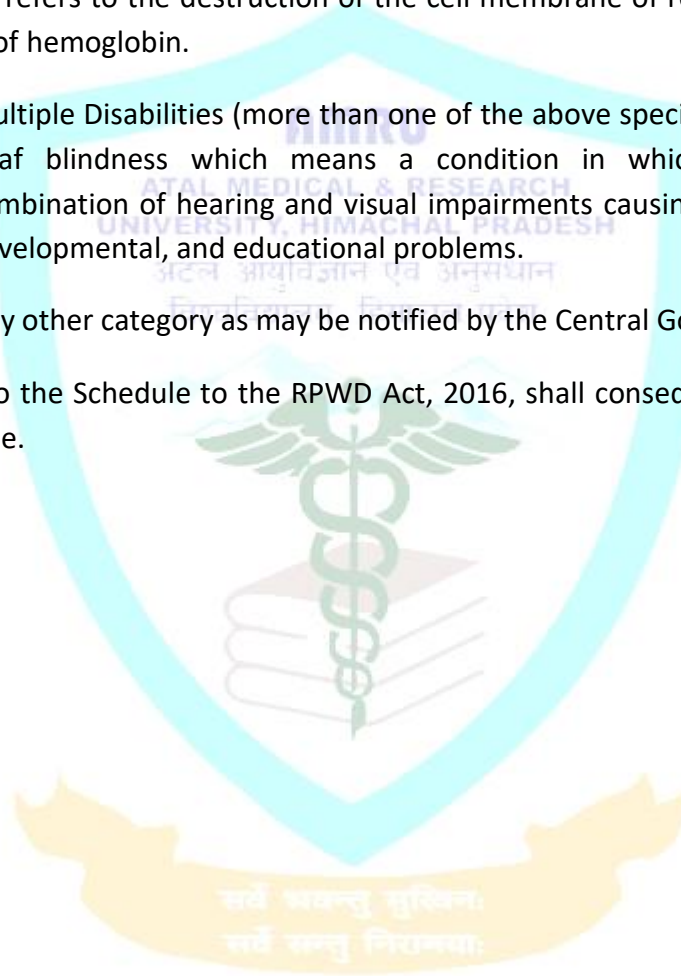 refers to the destruction of the cell membrane of
of hemoglobin.
ultiple Disabilities (more than one of the above speci
af blindness which means a condition in whic
mbination of hearing and visual impairments causin
velopmental, and educational problems.
y other category as may be notified by the Central Go
o the Schedule to the RPWD Act, 2016, shall consec
e.
AMRU
ATAL MEDICAL & RESEARCH
UNIVERSITY, HIMACHAL PRADESH
अटल आयुर्विज्ञान एवं अनुसंधान
विश्वविद्यालय, हिमाचल प्रदेश
सर्वे भवन्तु सुखिनः
सर्वे सन्तु निरामयाः